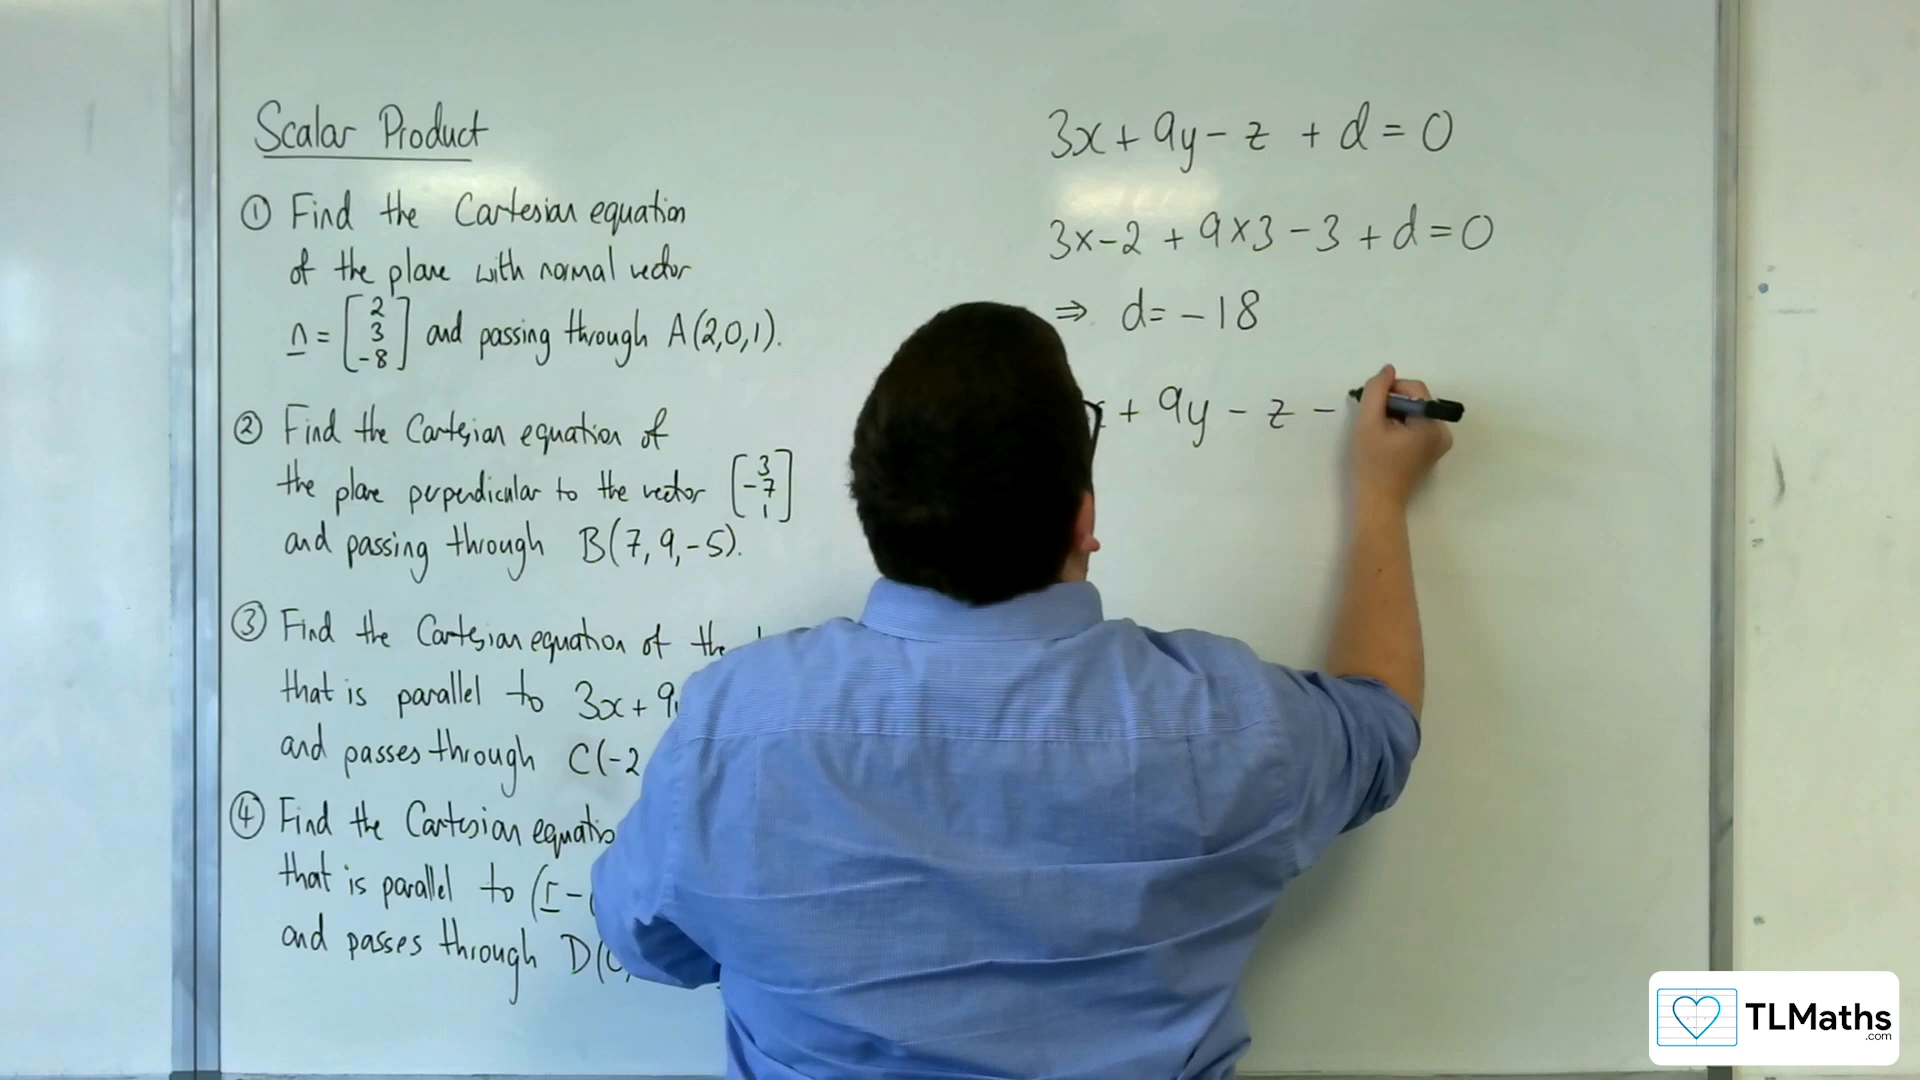 Scalar Product
① Find the Cartesian equation
of the plane with normal vector
n = [2 3 -8] and passing through A(2,0,1).
② Find the Cartesian equation of
the plane perpendicular to the vector [3 -7 1]
and passing through B(7,9,-5).
③ Find the Cartesian equation of the
that is parallel to 3x + 9
and passes through C(-2
④ Find the Cartesian equatio
that is parallel to (r -
and passes through D(0,
3x + 9y - z + d = 0
3x-2 + 9x3 - 3 + d = 0
⇒ d = -18
+ 9y - z -
TLMaths
.com